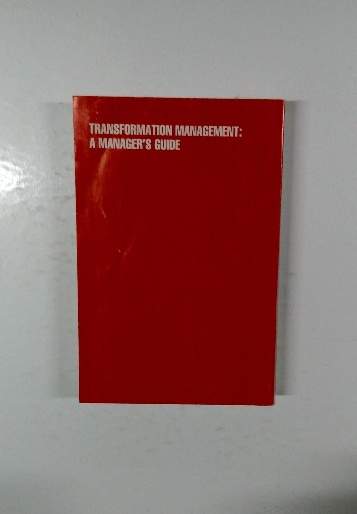 TRANSFORMATION MANAGEMENT:
A MANAGER'S GUIDE